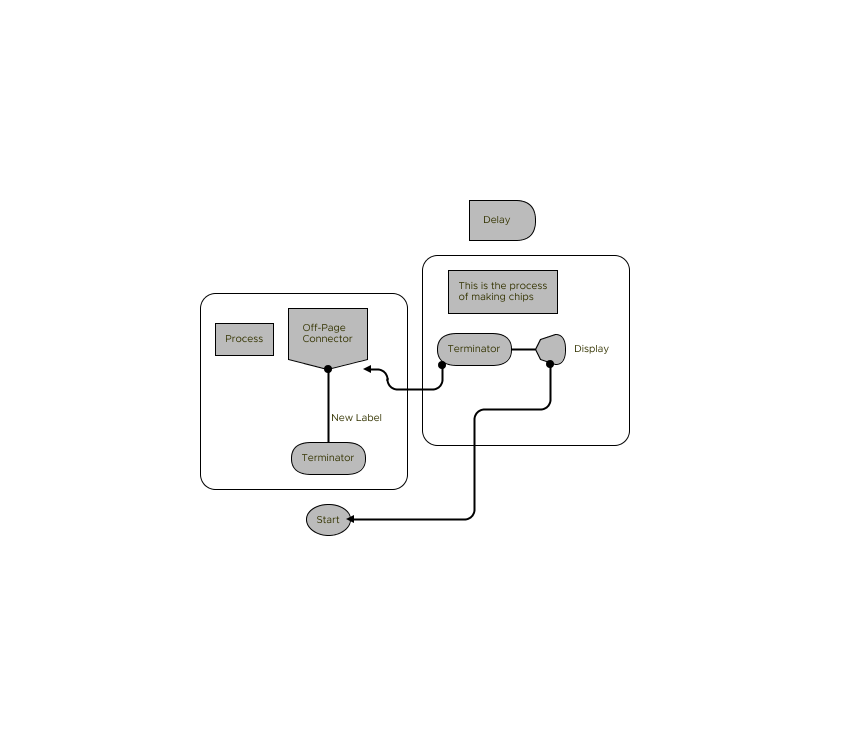 Delay
This is the process
of making chips
Process
Off-Page
Connector
Terminator
Display
New Label
Terminator
Start